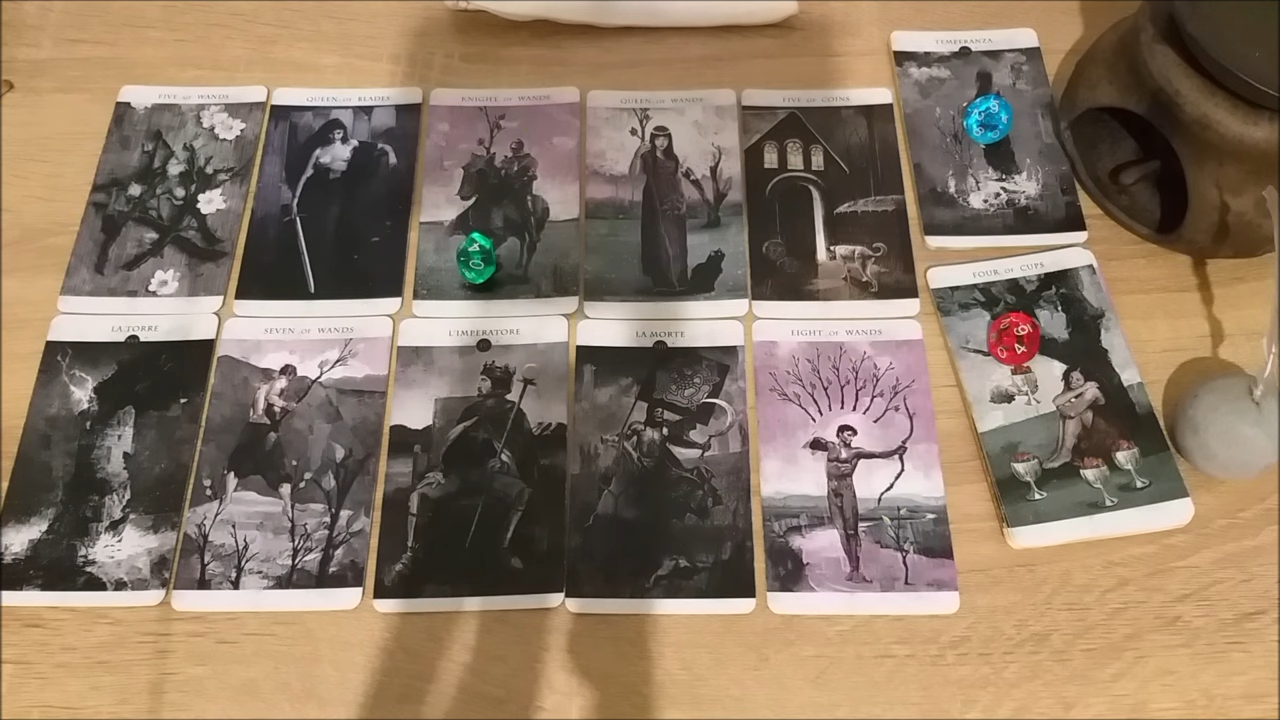 FIVE OF WANDS
QUEEN OF BLADES
KNIGHT OF WANDS
QUEEN OF WANDS
FIVE OF COINS
TEMPERANZA
LA TORRE
SEVEN OF WANDS
L'IMPERATORE
LA MORTE
EIGHT OF WANDS
FOUR OF CUPS